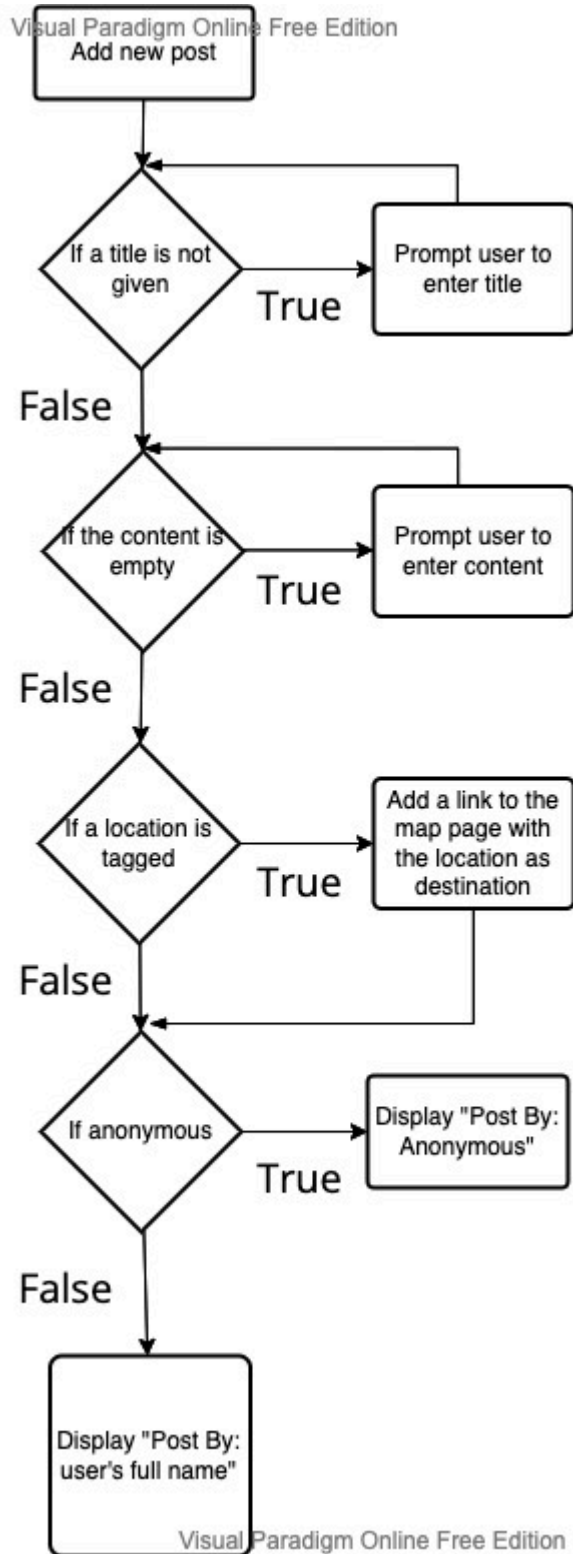 Visual Paradigm Online Free Edition
Add new post
If a title is not
given
True
Prompt user to
enter title
False
If the content is
empty
True
Prompt user to
enter content
False
If a location is
tagged
True
Add a link to the
map page with
the location as
destination
False
If anonymous
True
Display "Post By:
Anonymous"
False
Display "Post By:
user's full name"
Visual Paradigm Online Free Edition